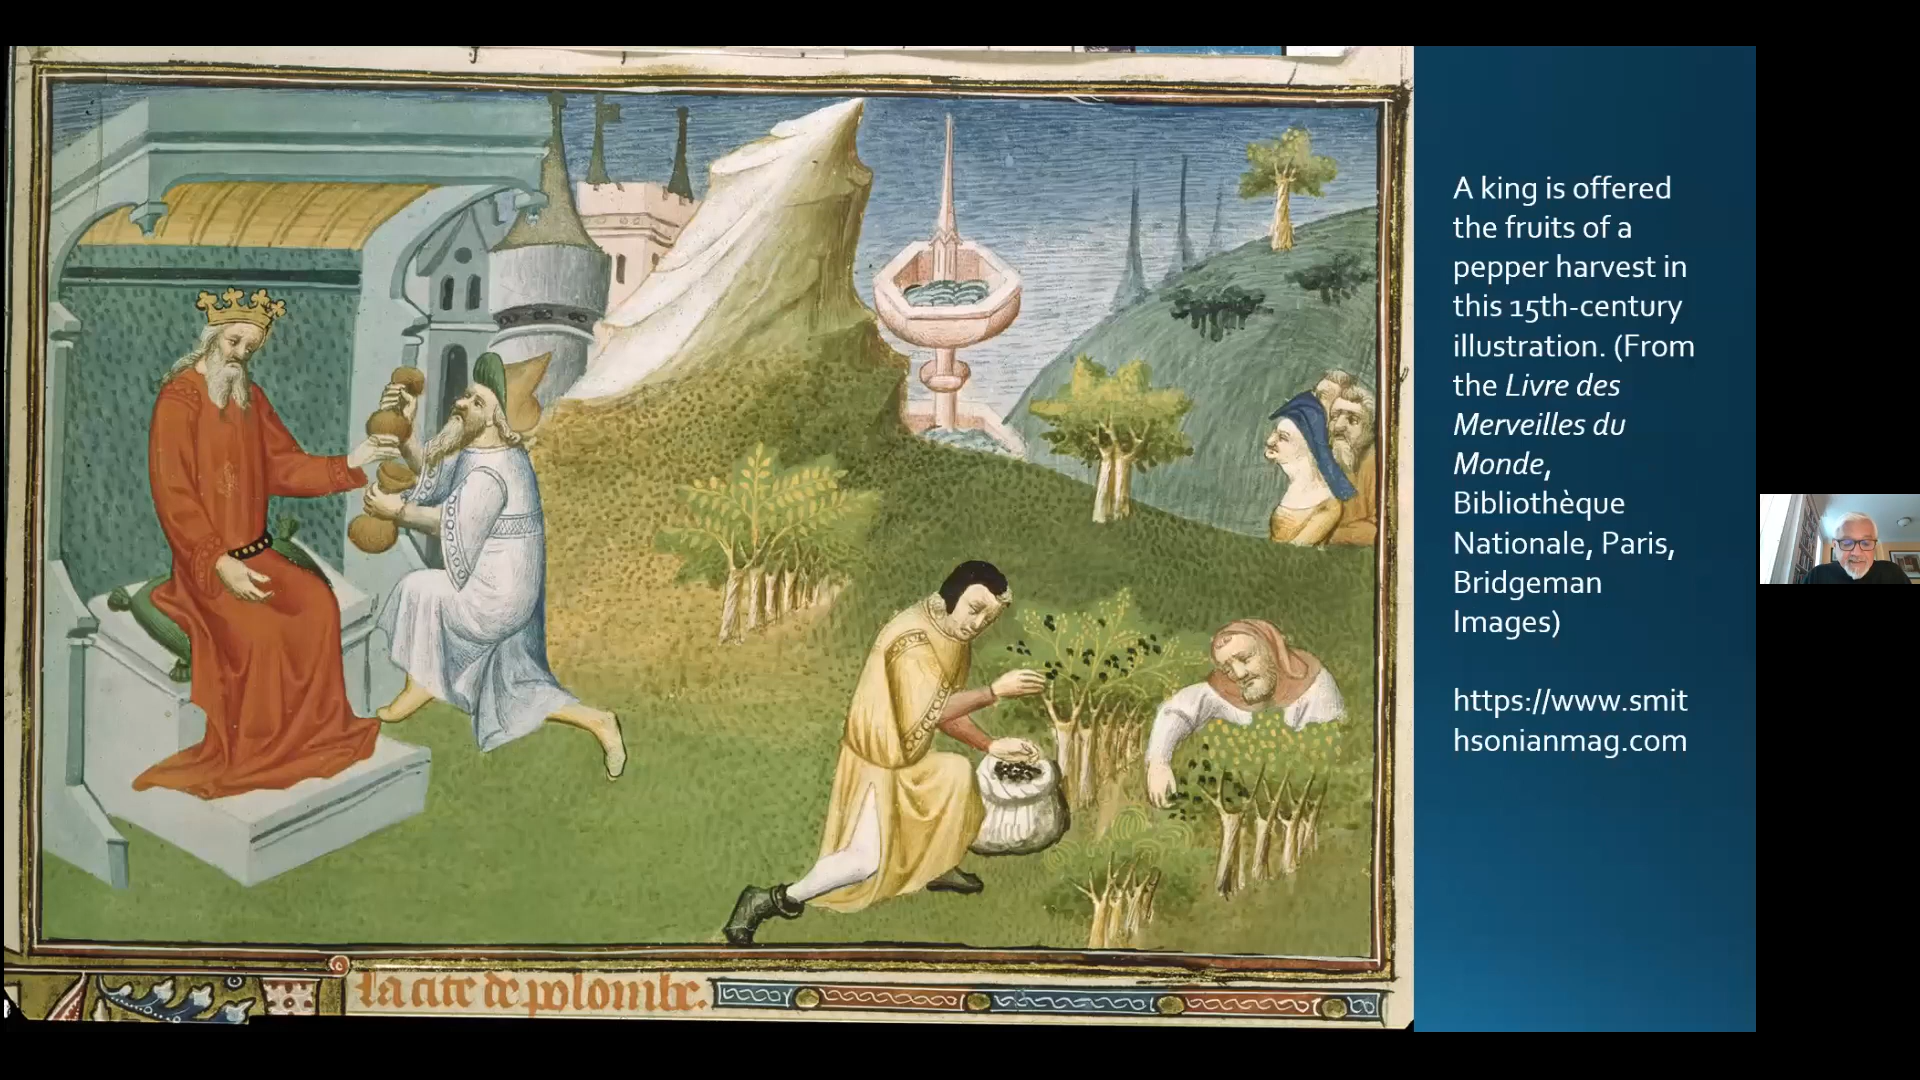 A king is offered
the fruits of a
pepper harvest in
this 15th-century
illustration. (From
the Livre des
Merveilles du
Monde,
Bibliothèque
Nationale, Paris,
Bridgeman
Images)
https://www.smit
hsonianmag.com
la cite de polombe.